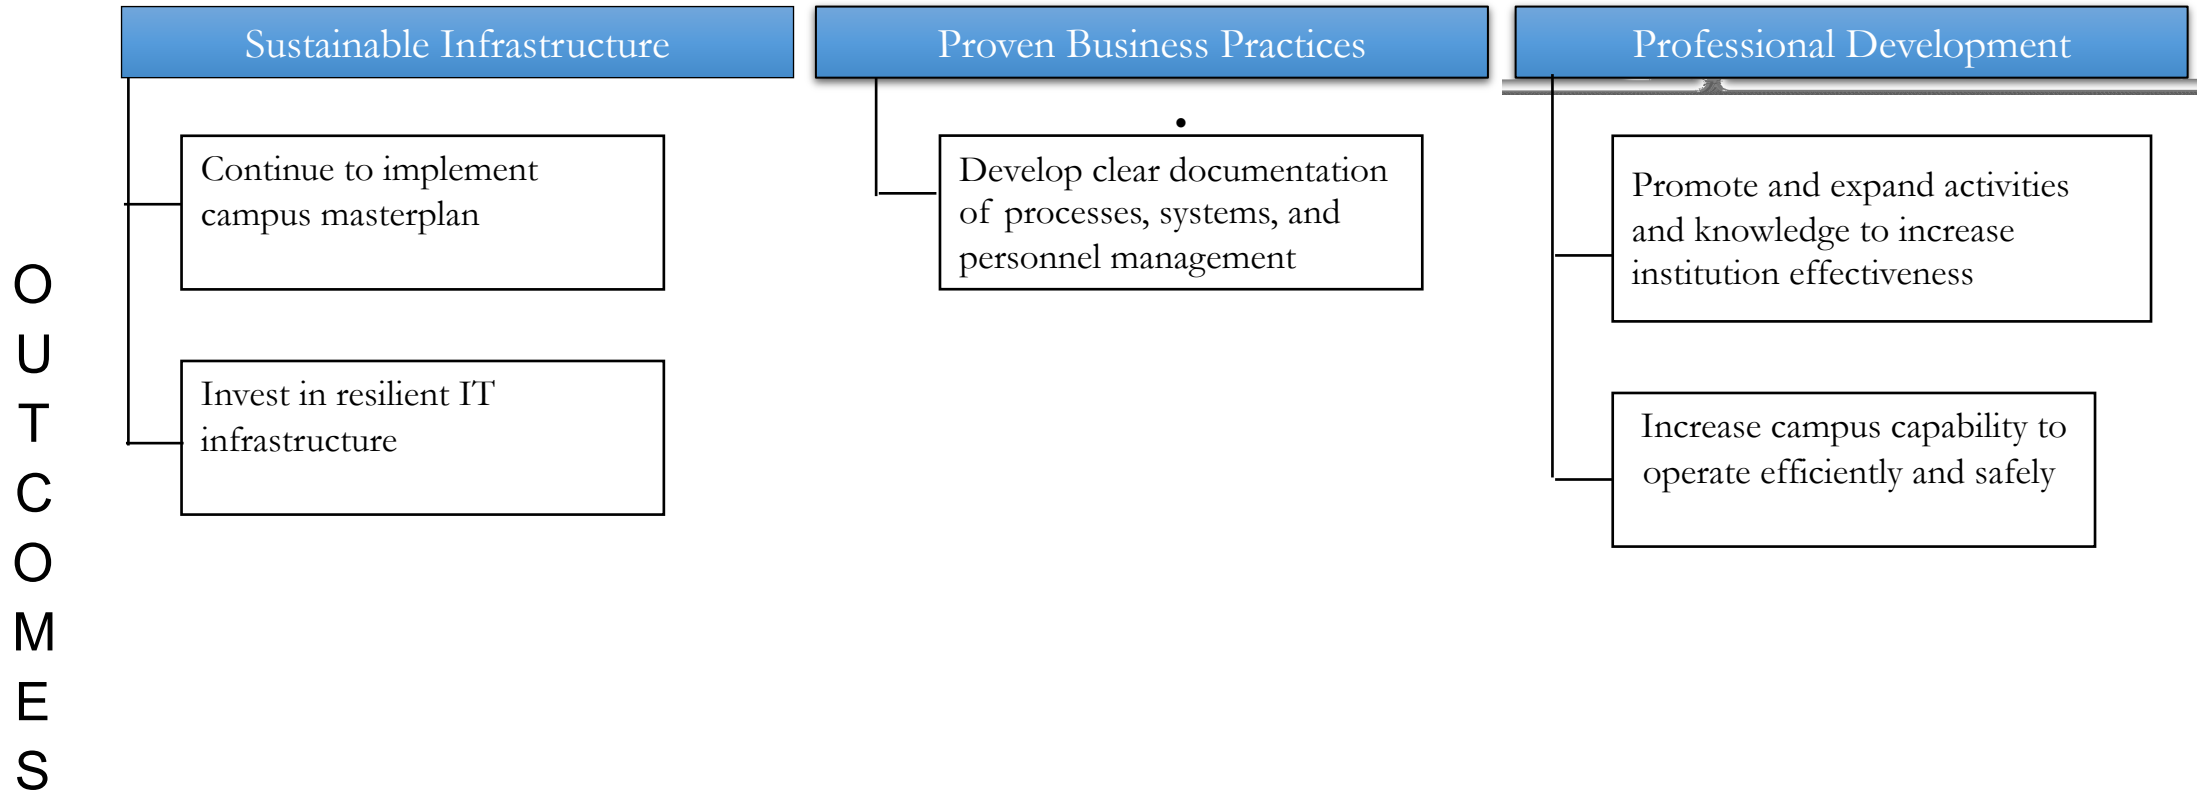 Sustainable Infrastructure
Continue to implement
campus masterplan
Invest in resilient IT
infrastructure
Proven Business Practices
•
Develop clear documentation
of processes, systems, and
personnel management
Professional Development
Promote and expand activities
and knowledge to increase
institution effectiveness
Increase campus capability to
operate efficiently and safely
O
U
T
C
O
M
E
S